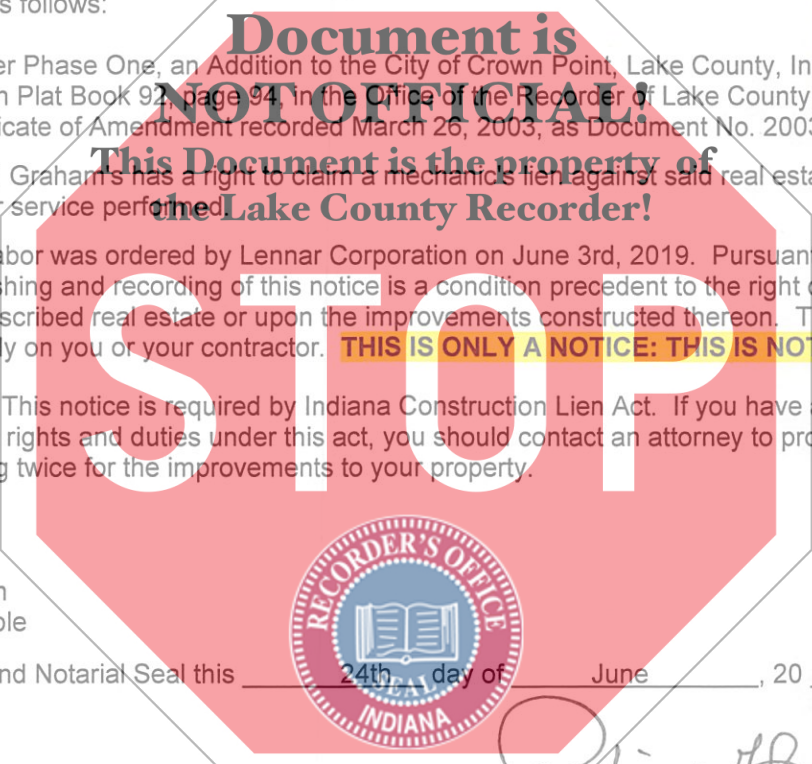 s follows:
Document is
NOT OFFICIAL!
This Document is the property of
the Lake County Recorder!
er Phase One, an Addition to the City of Crown Point, Lake County, In
n Plat Book 92, page 94, in the Office of the Recorder of Lake County
icate of Amendment recorded March 26, 2003, as Document No. 2003
Graham's has a right to claim a mechanic's lien against said real esta
r service performed.
abor was ordered by Lennar Corporation on June 3rd, 2019. Pursuant
shing and recording of this notice is a condition precedent to the right o
scribed real estate or upon the improvements constructed thereon. T
ly on you or your contractor. THIS IS ONLY A NOTICE: THIS IS NOT
This notice is required by Indiana Construction Lien Act. If you have a
rights and duties under this act, you should contact an attorney to pro
g twice for the improvements to your property.
STOP
RECORDER'S OFFICE
SEAL
INDIANA
n
ble
nd Notarial Seal this 24th day of June, 20